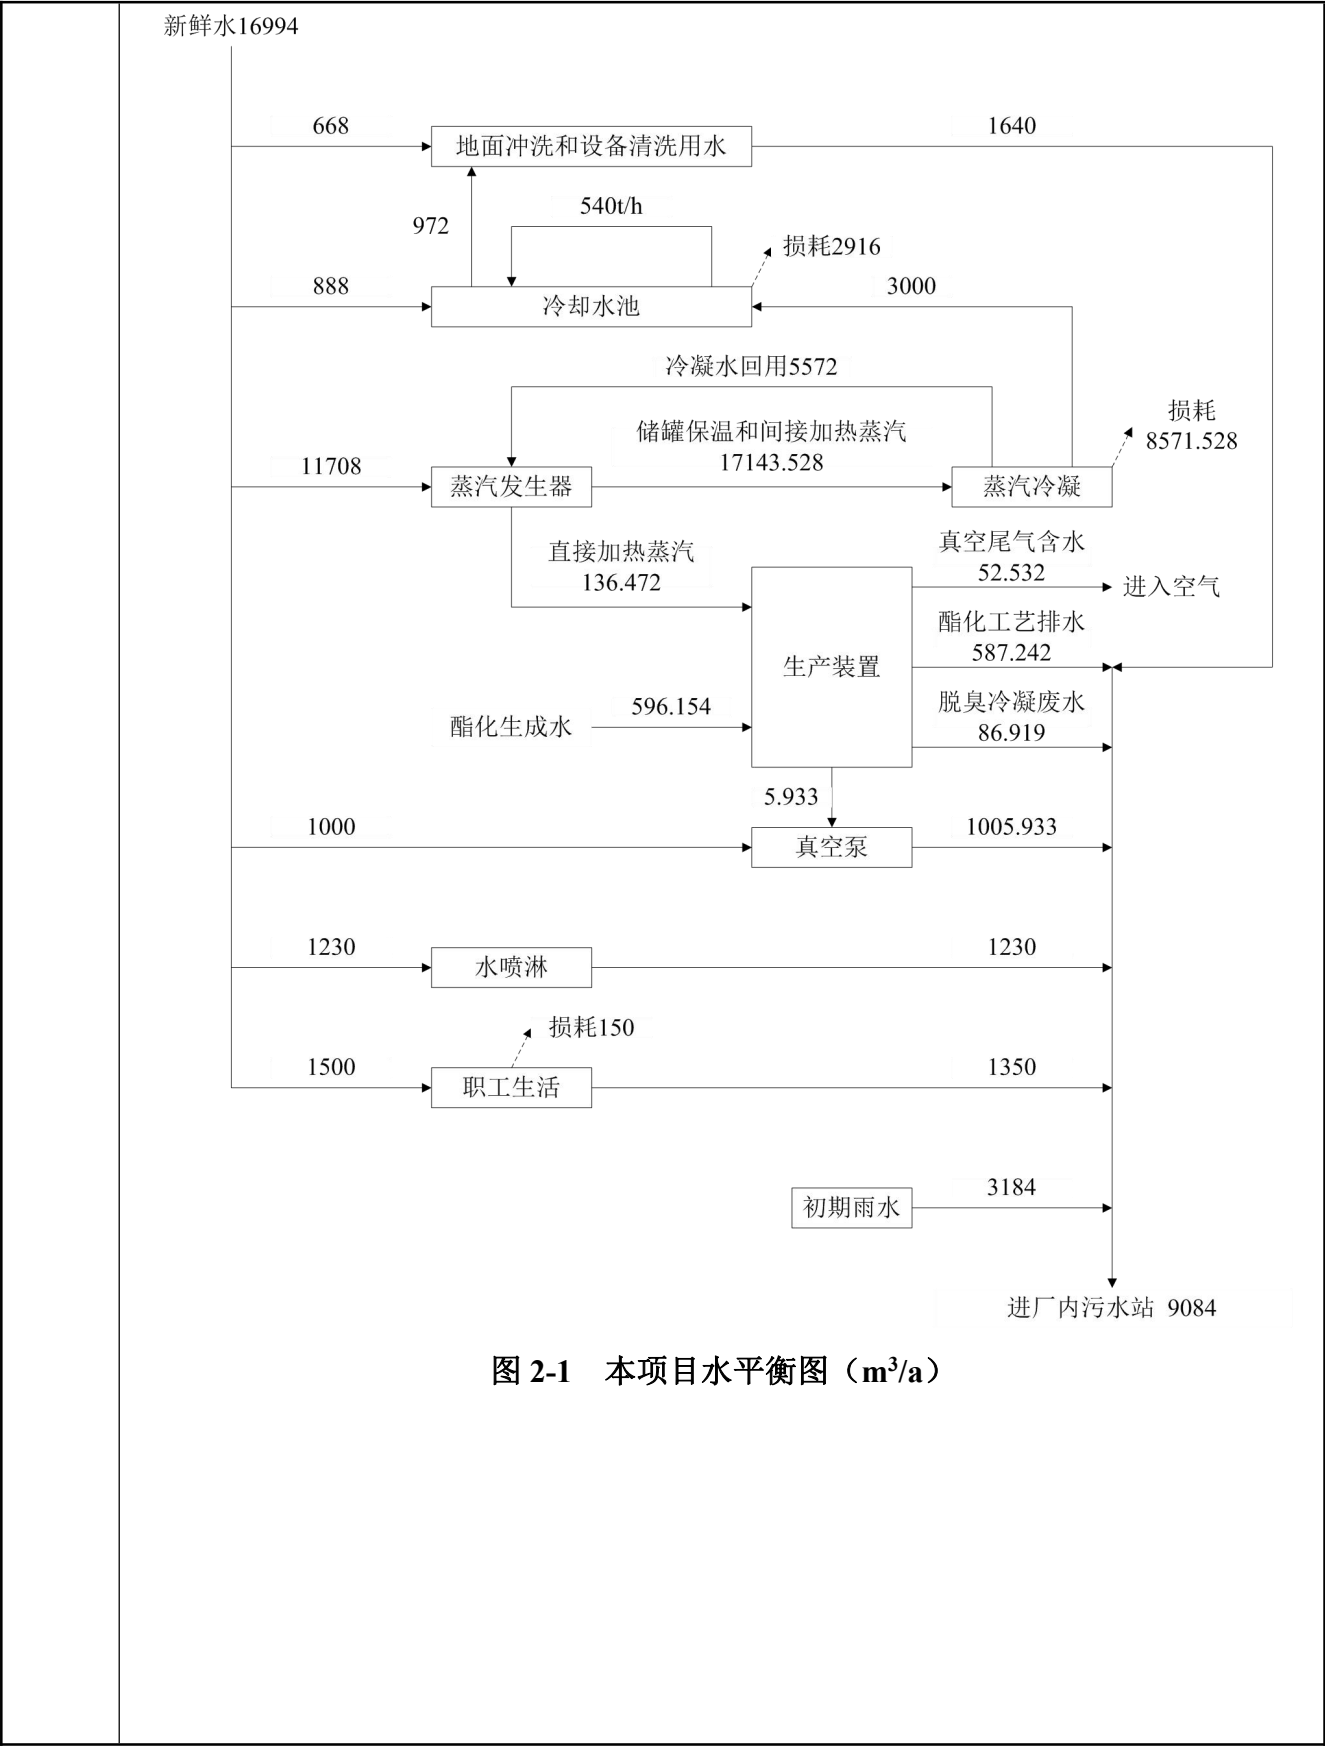 新鲜水16994
668
地面冲洗和设备清洗用水
1640
972
540t/h
损耗2916
888
冷却水池
3000
冷凝水回用5572
储罐保温和间接加热蒸汽
17143.528
损耗
8571.528
11708
蒸汽发生器
蒸汽冷凝
直接加热蒸汽
136.472
真空尾气含水
52.532
进入空气
酯化工艺排水
587.242
生产装置
脱臭冷凝废水
86.919
酯化生成水
596.154
5.933
1000
真空泵
1005.933
1230
水喷淋
1230
损耗150
1500
职工生活
1350
初期雨水
3184
进厂内污水站 9084
图 2-1 本项目水平衡图（m³/a）